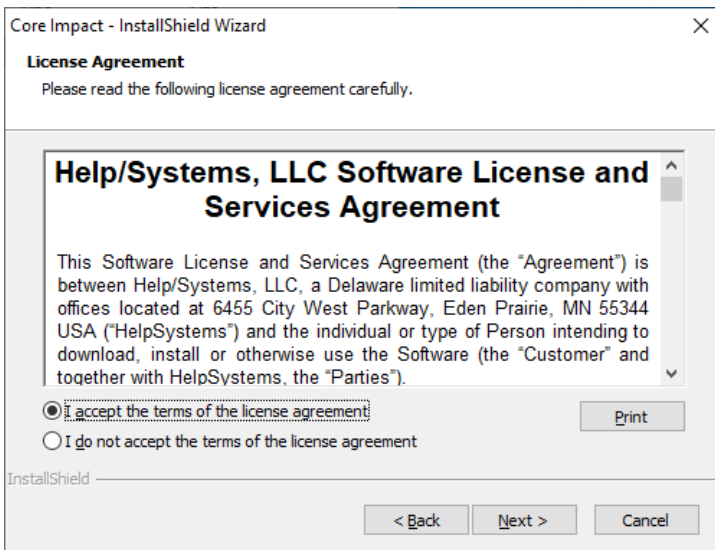 Core Impact - InstallShield Wizard
License Agreement
Please read the following license agreement carefully.
Help/Systems, LLC Software License and
Services Agreement
This Software License and Services Agreement (the “Agreement”) is
between Help/Systems, LLC, a Delaware limited liability company with
offices located at 6455 City West Parkway, Eden Prairie, MN 55344
USA (“HelpSystems”) and the individual or type of Person intending to
download, install or otherwise use the Software (the “Customer” and
together with HelpSystems, the “Parties”).
I accept the terms of the license agreement
Print
I do not accept the terms of the license agreement
InstallShield
< Back
Next >
Cancel